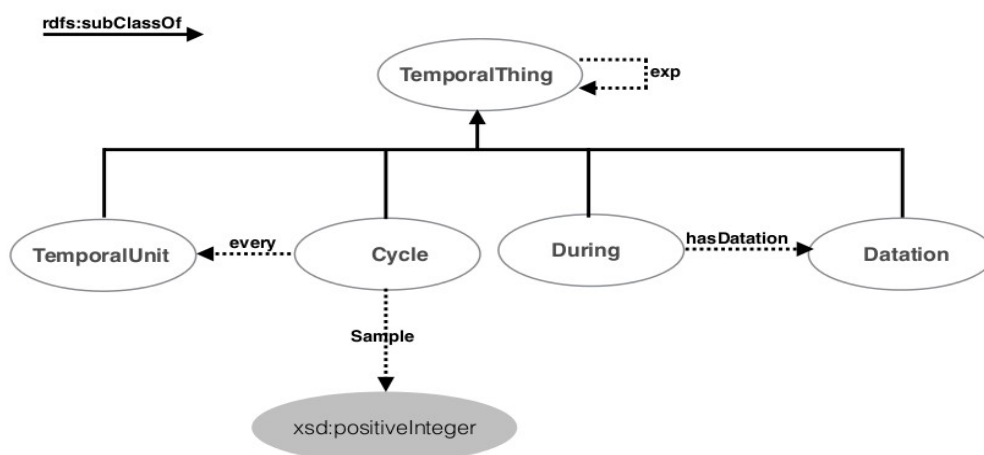 rdfs:subClassOf
TemporalThing
exp
TemporalUnit
every
Cycle
During
hasDatation
Datation
Sample
xsd:positiveInteger